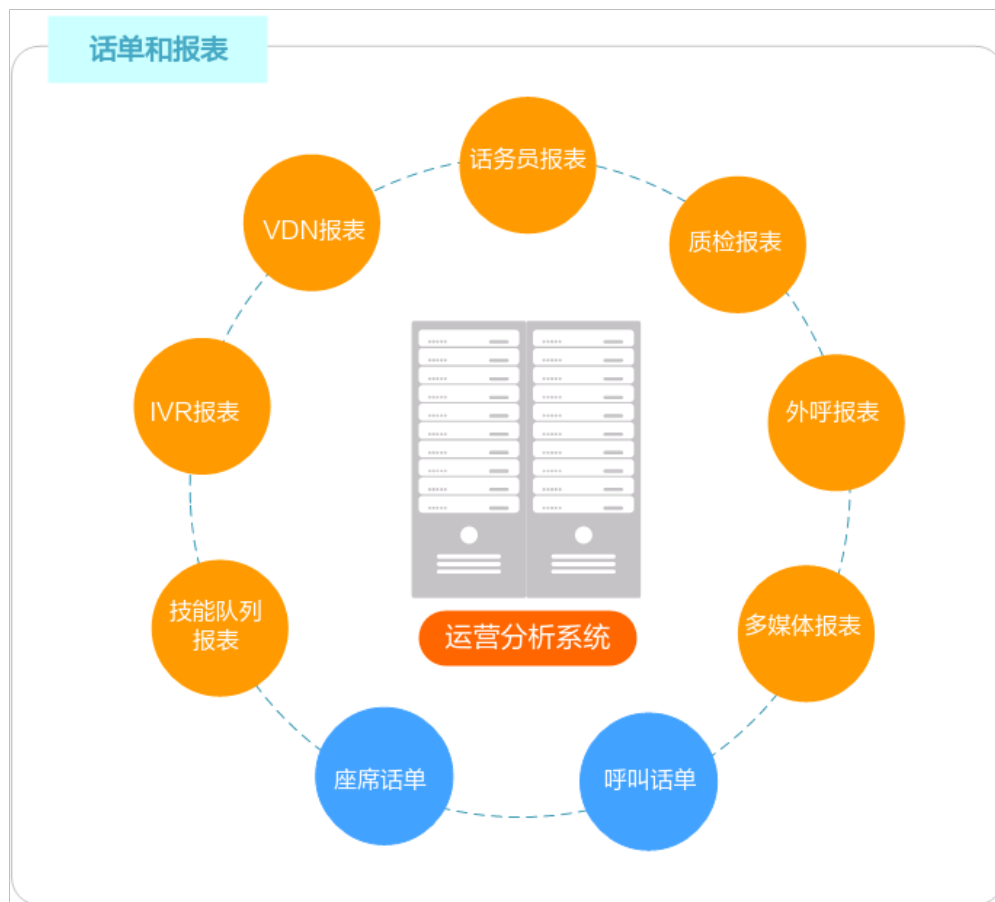 话单和报表
话务员报表
VDN报表
质检报表
IVR报表
外呼报表
技能队列
报表
多媒体报表
运营分析系统
座席话单
呼叫话单